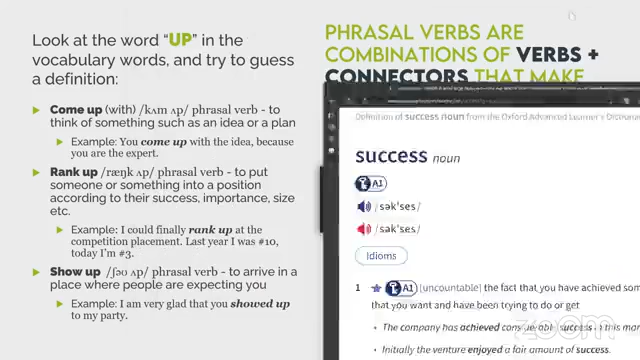 Look at the word “UP” in the
vocabulary words, and try to guess
a definition:
Come up (with) /kʌm ʌp/ phrasal verb - to
think of something such as an idea or a plan
Example: You come up with the idea, because
you are the expert.
Rank up /ræŋk ʌp/ phrasal verb - to put
someone or something into a position
according to their success, importance, size
etc.
Example: I could finally rank up at the
competition placement. Last year I was #10,
today I’m #3.
Show up /ʃəʊ ʌp/ phrasal verb - to arrive in a
place where people are expecting you
Example: I am very glad that you showed up
to my party.
PHRASAL VERBS ARE
COMBINATIONS OF VERBS +
CONNECTORS THAT MAKE
Definition of success noun from the Oxford Advanced Learner's Dictionar
success noun
A1
/səkˈses/
/səkˈses/
Idioms
1 A1 [uncountable] the fact that you have achieved som
that you want and have been trying to do or get
The company has achieved considerable success in this mar
Initially the venture enjoyed a fair amount of success.
zoom